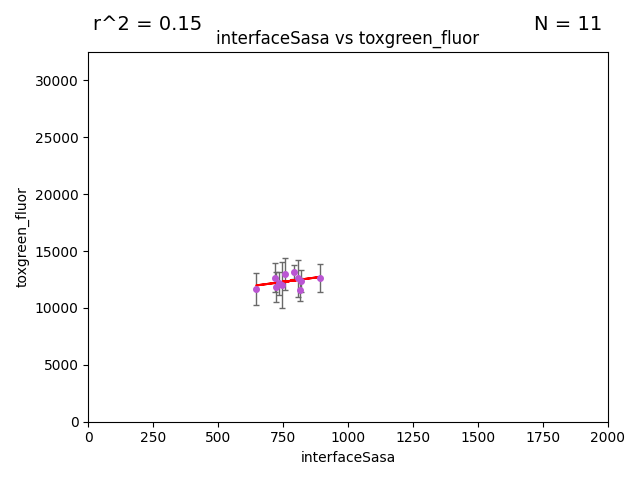 r^2 = 0.15
N = 11
interfaceSasa vs toxgreen_fluor
30000
25000
20000
15000
10000
5000
0
toxgreen_fluor
0 250 500 750 1000 1250 1500 1750 2000
interfaceSasa